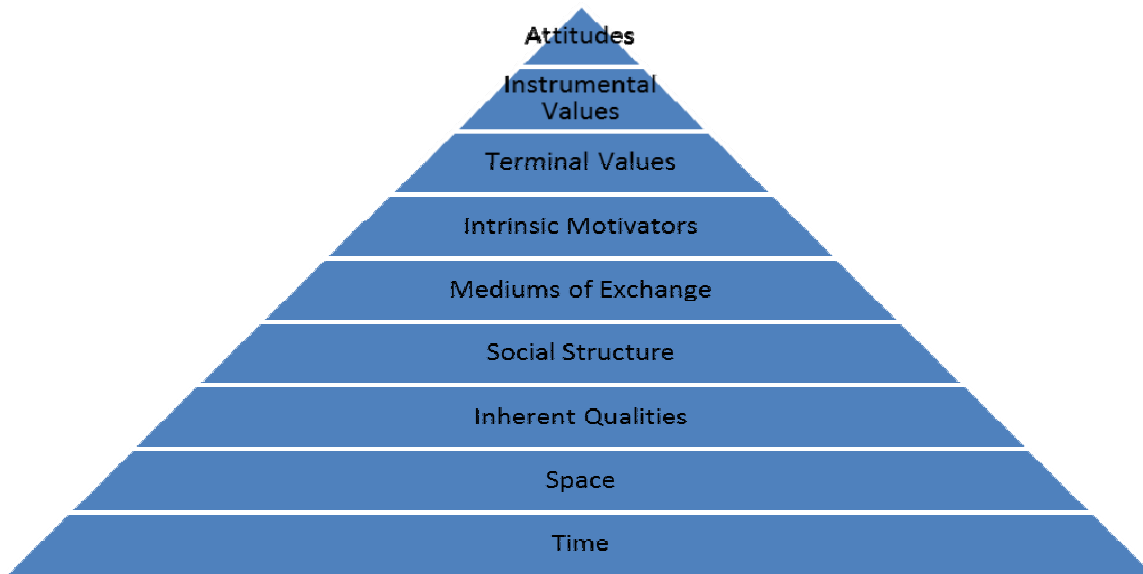 Attitudes
Instrumental
Values
Terminal Values
Intrinsic Motivators
Mediums of Exchange
Social Structure
Inherent Qualities
Space
Time